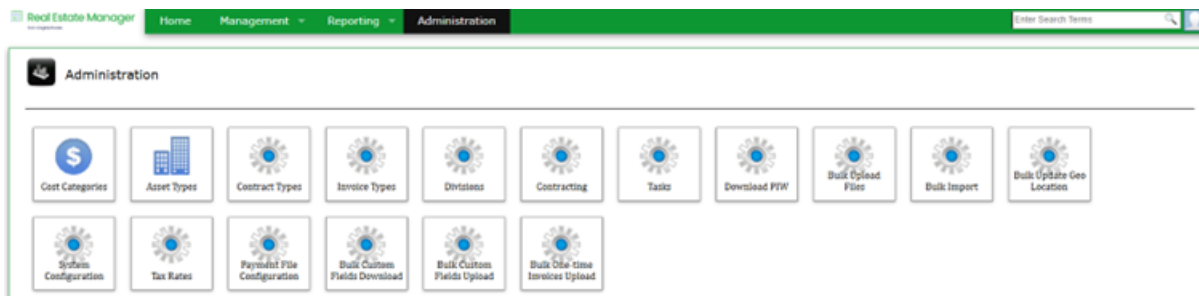 Real Estate Manager
Home Management Reporting Administration
Enter Search Terms
Administration
Cost Categories
Asset Types
Contract Types
Invoice Types
Divisions
Contracting
Tasks
Download PIW
Bulk Upload
Files
Bulk Import
Bulk Update Geo
Location
System
Configuration
Tax Rates
Payment File
Configuration
Bulk Custom
Fields Download
Bulk Custom
Fields Upload
Bulk One-time
Invoices Upload